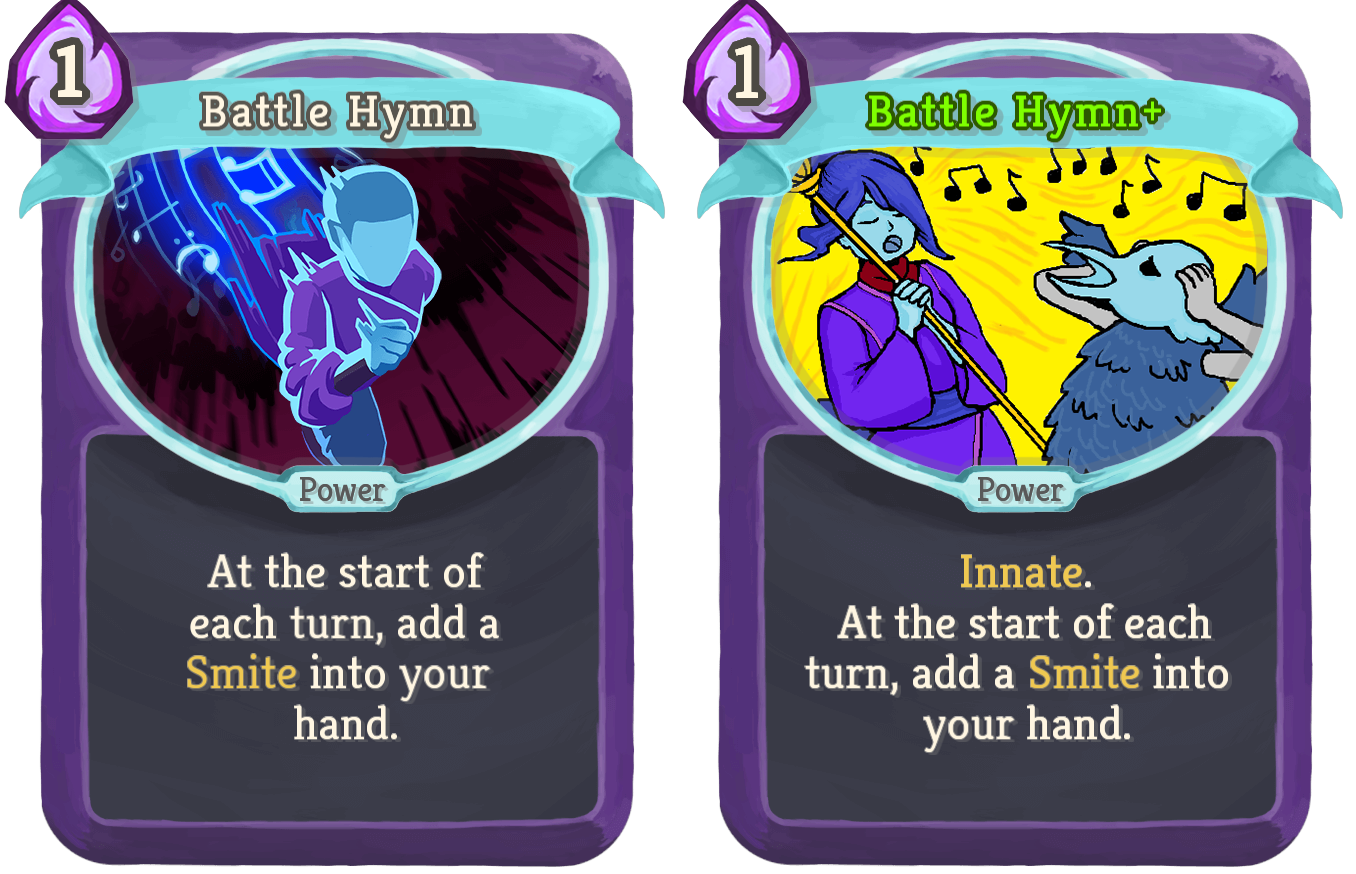 1
Battle Hymn
Power
At the start of
each turn, add a
Smite into your
hand.
1
Battle Hymn+
Power
Innate.
At the start of each
turn, add a Smite into
your hand.